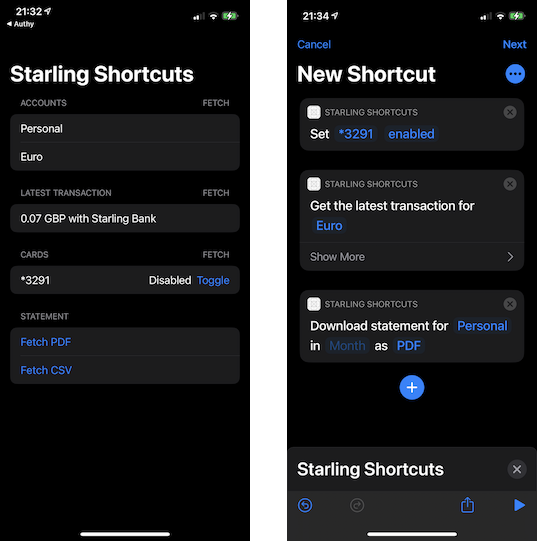 21:32
Authy
Starling Shortcuts
ACCOUNTS FETCH
Personal
Euro
LATEST TRANSACTION FETCH
0.07 GBP with Starling Bank
CARDS FETCH
*3291 Disabled Toggle
STATEMENT
Fetch PDF
Fetch CSV
21:34
Cancel Next
New Shortcut
STARLING SHORTCUTS
Set *3291 enabled
STARLING SHORTCUTS
Get the latest transaction for
Euro
Show More
STARLING SHORTCUTS
Download statement for Personal
in Month as PDF
Starling Shortcuts